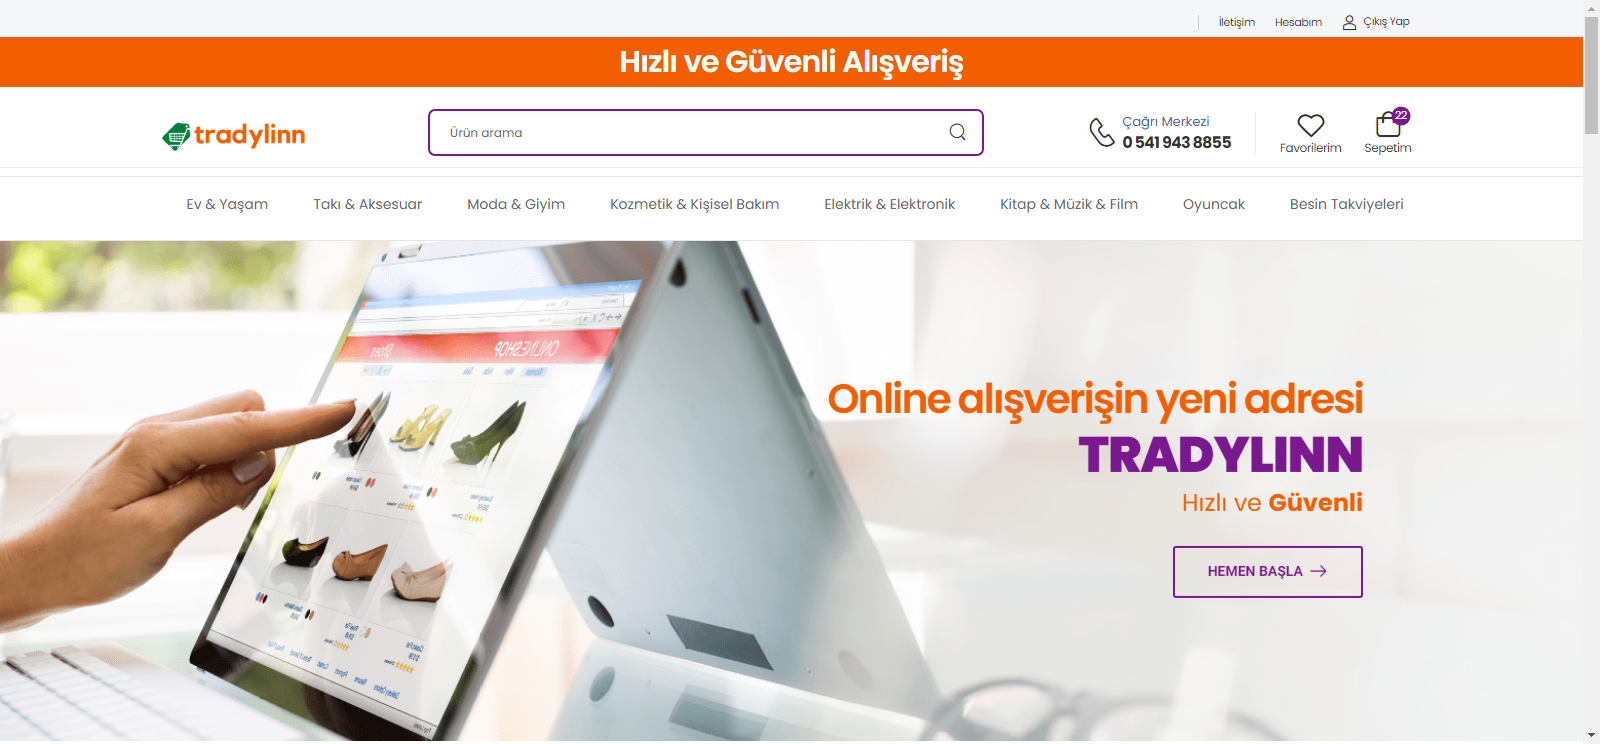 İletişim
Hesabım
Çıkış Yap
Hızlı ve Güvenli Alışveriş
tradylinn
Ürün arama
Çağrı Merkezi
0 541 943 8855
Favorilerim
22
Sepetim
Ev & Yaşam
Takı & Aksesuar
Moda & Giyim
Kozmetik & Kişisel Bakım
Elektrik & Elektronik
Kitap & Müzik & Film
Oyuncak
Besin Takviyeleri
ONLINESHOP
Shoes
Online alışverişin yeni adresi
TRADYLINN
Hızlı ve Güvenli
HEMEN BAŞLA